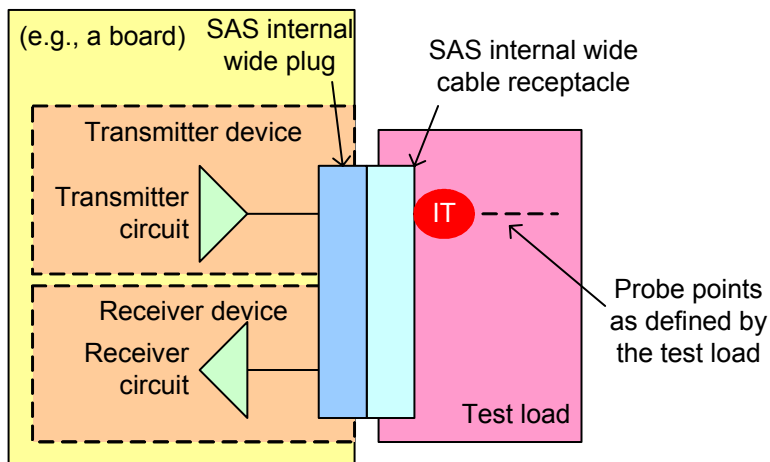 (e.g., a board)
SAS internal
wide plug
SAS internal wide
cable receptacle
Transmitter device
Transmitter
circuit
IT
Receiver device
Receiver
circuit
Probe points
as defined by
the test load
Test load